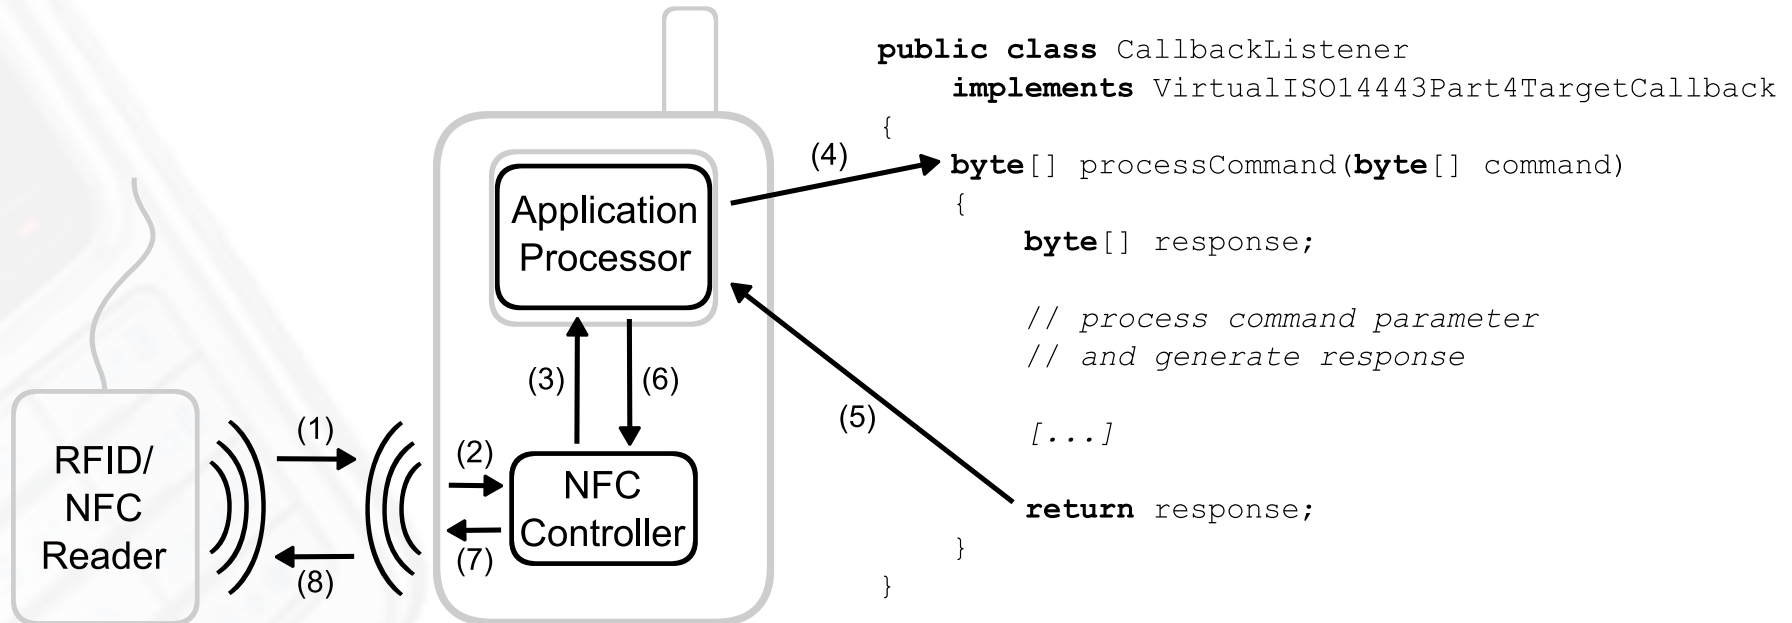 public class CallbackListener
implements VirtualISO14443Part4TargetCallback
{
byte[] processCommand(byte[] command)
{
byte[] response;
// process command parameter
// and generate response
[...]
return response;
}
}
(4)
Application
Processor
(3)
(6)
(5)
(1)
(2)
RFID/
NFC
Reader
NFC
Controller
(7)
(8)